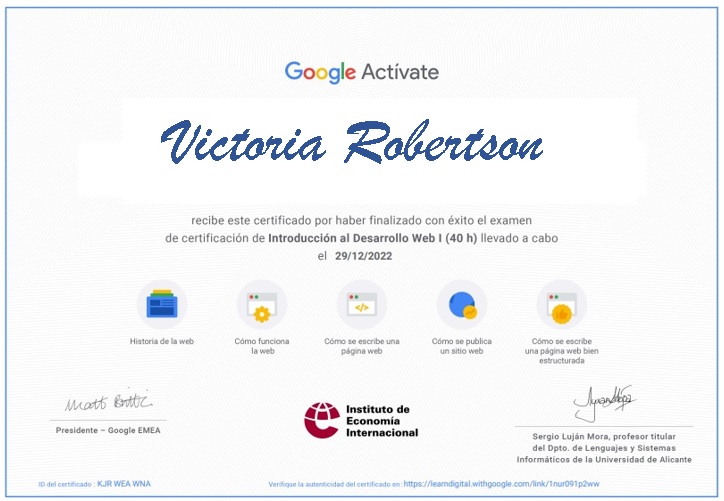 Google Actívate
Victoria Robertson
recibe este certificado por haber finalizado con éxito el examen
de certificación de Introducción al Desarrollo Web I (40 h) llevado a cabo
el 29/12/2022
</>
Historia de la web
Cómo funciona
la web
Cómo se escribe una
página web
Cómo se publica
un sitio web
Cómo se escribe
una página web bien
estructurada
Presidente – Google EMEA
Instituto de
Economía
Internacional
Sergio Luján Mora, profesor titular
del Dpto. de Lenguajes y Sistemas
Informáticos de la Universidad de Alicante
ID del certificado : KJR WEA WNA
Verifique la autenticidad del certificado en: https://learndigital.withgoogle.com/link/1nur091p2ww